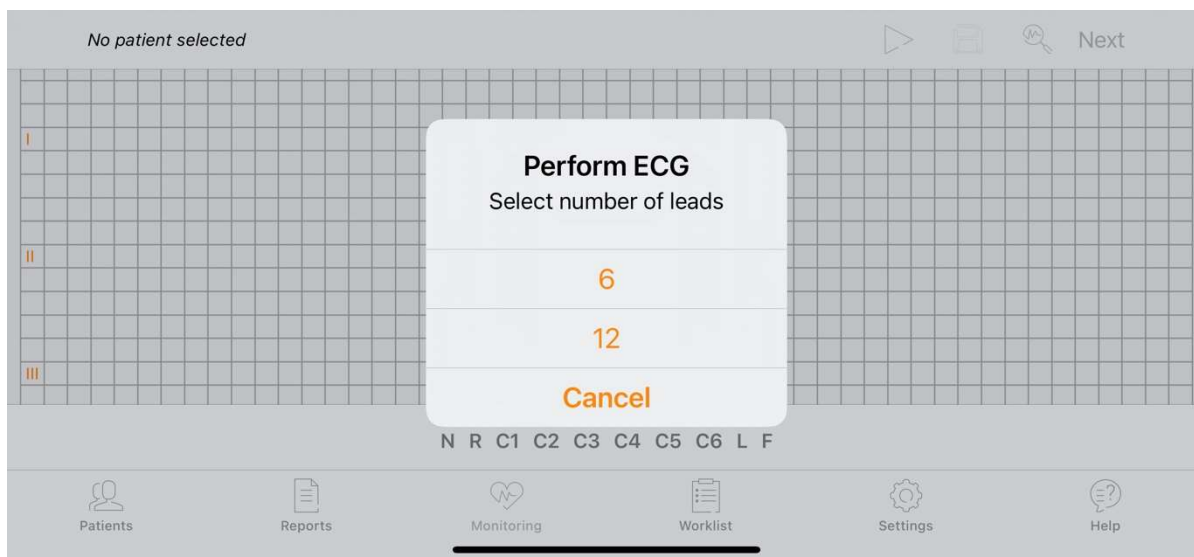 No patient selected
Next
I
II
III
Perform ECG
Select number of leads
6
12
Cancel
N R C1 C2 C3 C4 C5 C6 L F
Patients Reports Monitoring Worklist Settings Help